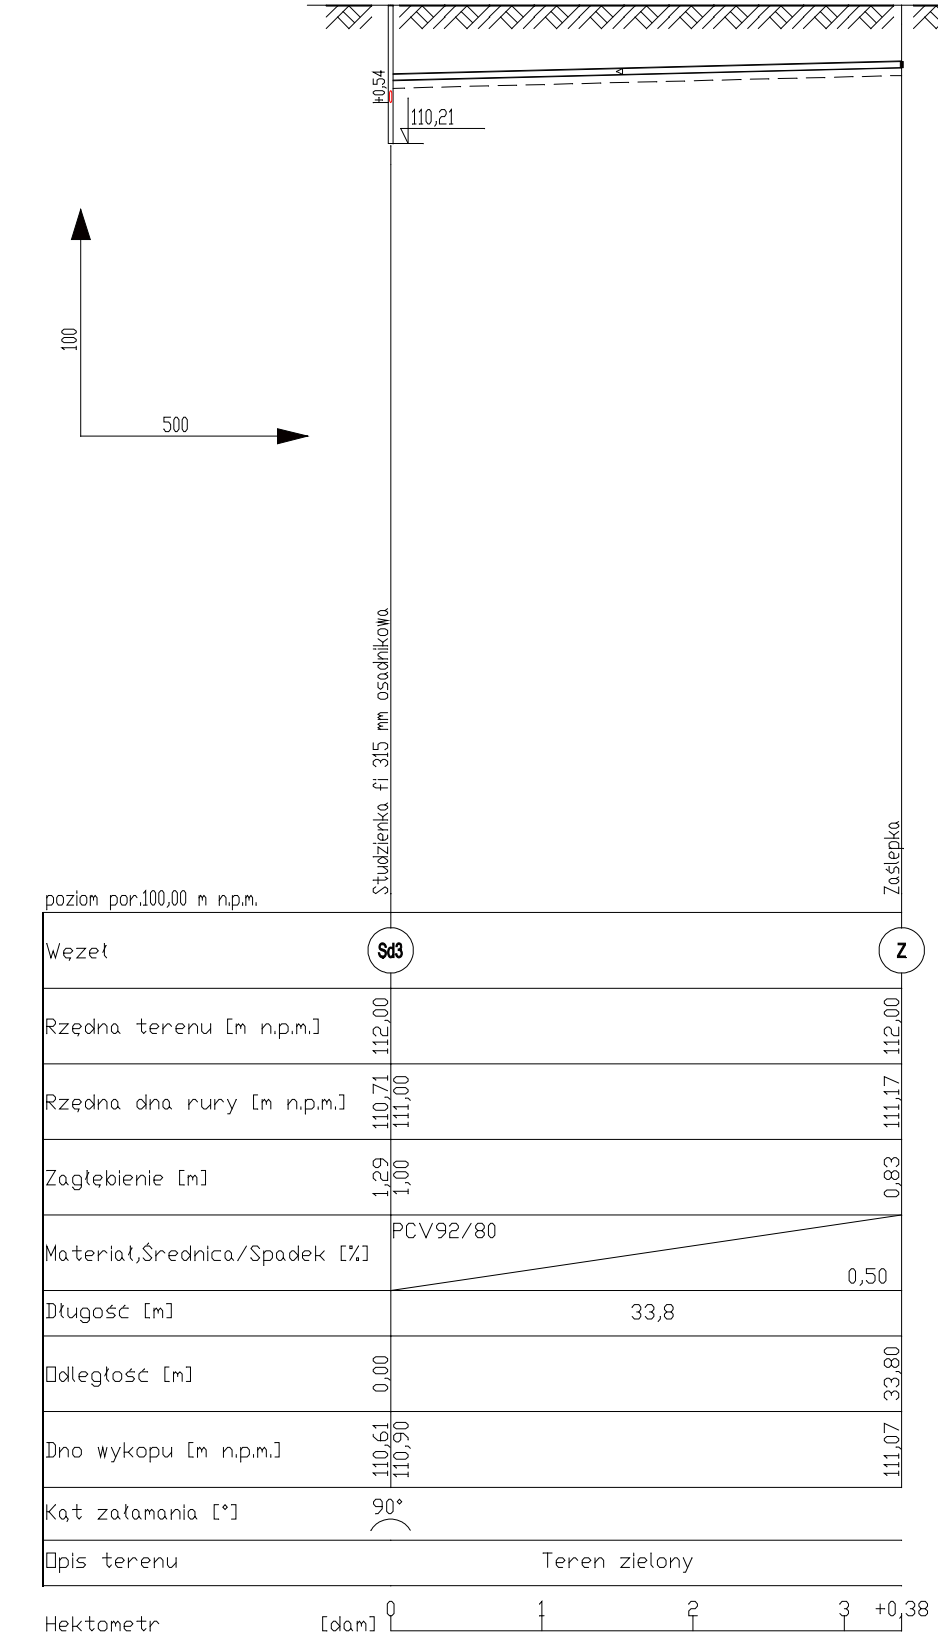 +0,54
110,21
100
500
Studzienka fi 315 mm osadnikowa
Zaślepka
poziom por.100,00 m n.p.m.
Węzeł Sd3 Z
Rzędna terenu [m n.p.m.] 112,00 112,00
Rzędna dna rury [m n.p.m.] 110,71 111,00 111,17
Zagłębienie [m] 1,29 1,00 0,83
PCV92/80
Materiał,Średnica/Spadek [%]
0,50
Długość [m] 33,8
Odległość [m] 0,00 33,80
Dno wykopu [m n.p.m.] 110,61 110,90 111,07
Kąt załamania [°] 90°
Opis terenu Teren zielony
Hektometr [dam] 0 1 2 3 +0,38